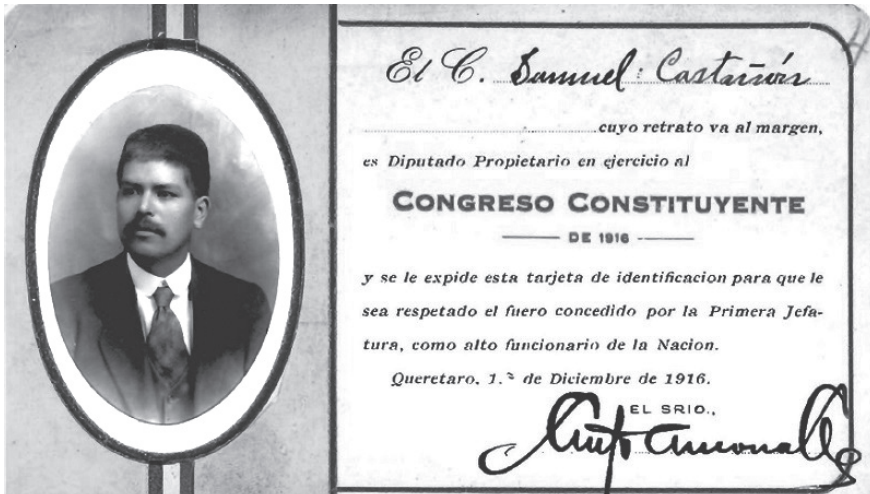 El C. Samuel Castañón
cuyo retrato va al margen,
es Diputado Propietario en ejercicio al
CONGRESO CONSTITUYENTE
DE 1916
y se le expide esta tarjeta de identificacion para que le
sea respetado el fuero concedido por la Primera Jefa-
tura, como alto funcionario de la Nacion.
Queretaro, 1.º de Diciembre de 1916.
EL SRIO.,